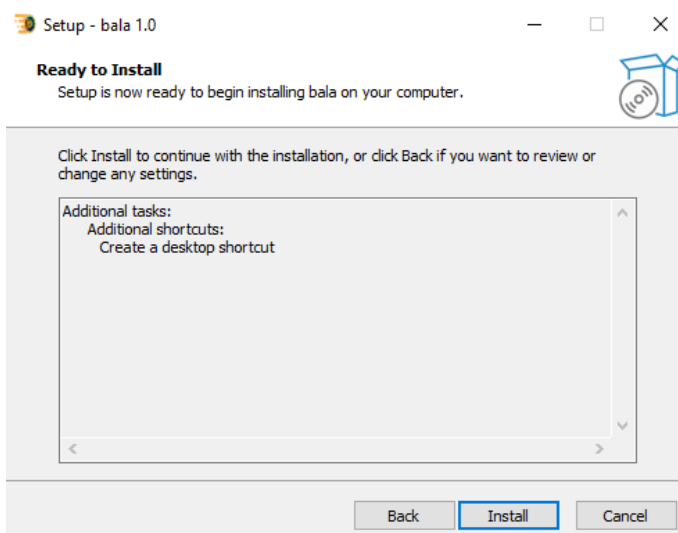 Setup - bala 1.0
Ready to Install
Setup is now ready to begin installing bala on your computer.
Click Install to continue with the installation, or click Back if you want to review or
change any settings.
Additional tasks:
Additional shortcuts:
Create a desktop shortcut
Back
Install
Cancel